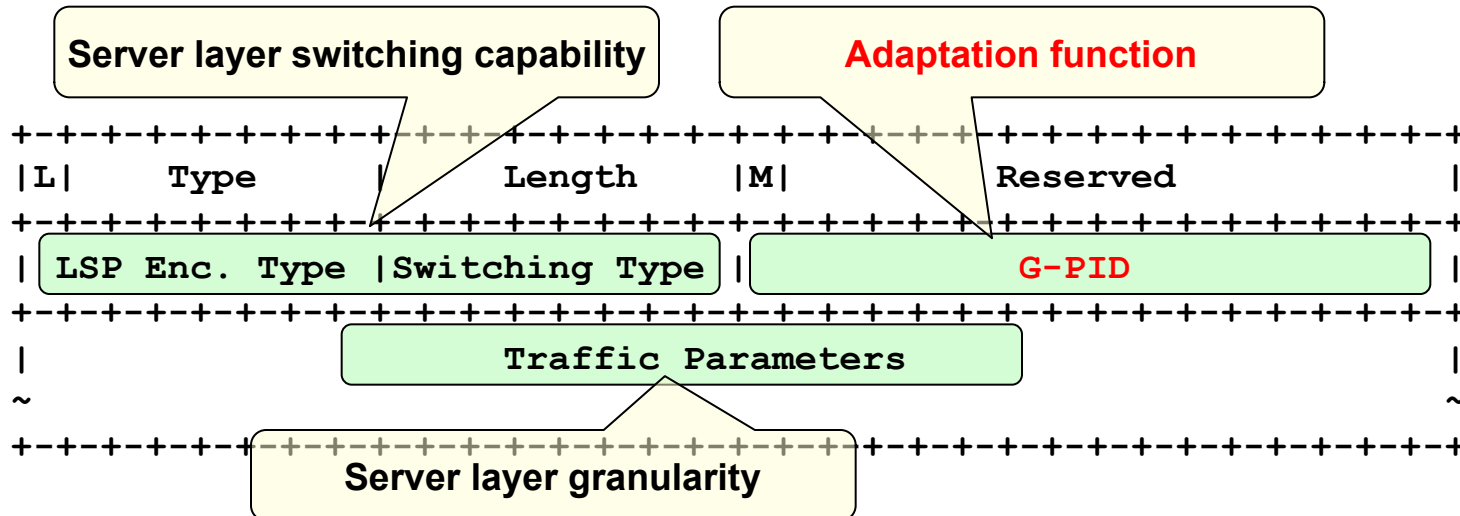 Server layer switching capability Adaptation function
+-+-+-+-+-+-+-+-+-+-+-+-+-+-+-+-+-+-+-+-+-+-+-+-+-+-+-+-+-+-+-+-+
|L| Type | Length |M| Reserved |
+-+-+-+-+-+-+-+-+-+-+-+-+-+-+-+-+-+-+-+-+-+-+-+-+-+-+-+-+-+-+-+-+
| LSP Enc. Type |Switching Type | G-PID |
+-+-+-+-+-+-+-+-+-+-+-+-+-+-+-+-+-+-+-+-+-+-+-+-+-+-+-+-+-+-+-+-+
| Traffic Parameters |
~ ~
+-+-+-+-+-+-+-+-+-+-+-+-+-+-+-+-+-+-+-+-+-+-+-+-+-+-+-+-+-+-+-+-+
Server layer granularity